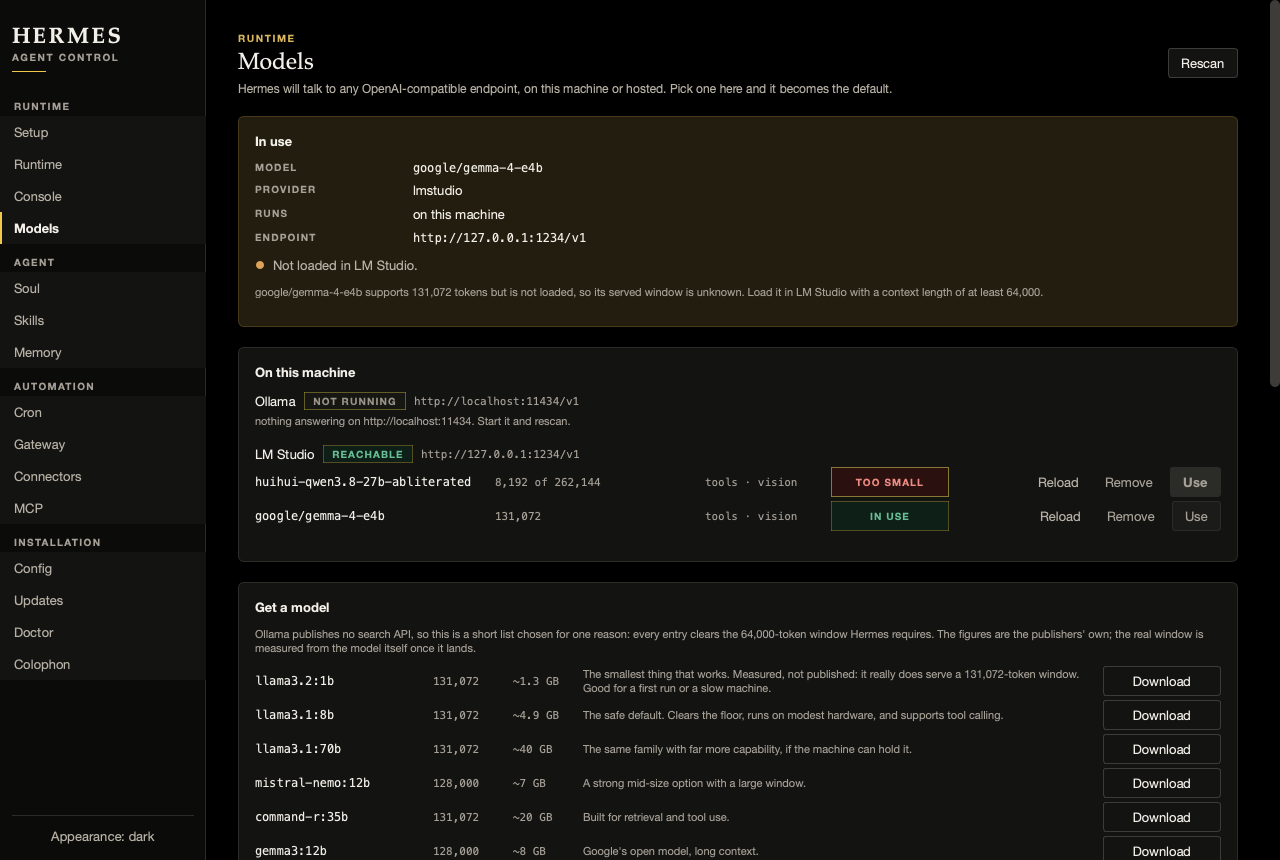 HERMES
AGENT CONTROL
RUNTIME
Setup
Runtime
Console
Models
AGENT
Soul
Skills
Memory
AUTOMATION
Cron
Gateway
Connectors
MCP
INSTALLATION
Config
Updates
Doctor
Colophon
Appearance: dark
RUNTIME
Models
Rescan
Hermes will talk to any OpenAI-compatible endpoint, on this machine or hosted. Pick one here and it becomes the default.
In use
MODEL google/gemma-4-e4b
PROVIDER lmstudio
RUNS on this machine
ENDPOINT http://127.0.0.1:1234/v1
Not loaded in LM Studio.
google/gemma-4-e4b supports 131,072 tokens but is not loaded, so its served window is unknown. Load it in LM Studio with a context length of at least 64,000.
On this machine
Ollama NOT RUNNING http://localhost:11434/v1
nothing answering on http://localhost:11434. Start it and rescan.
LM Studio REACHABLE http://127.0.0.1:1234/v1
huihui-qwen3.8-27b-abliterated 8,192 of 262,144 tools · vision TOO SMALL Reload Remove Use
google/gemma-4-e4b 131,072 tools · vision IN USE Reload Remove Use
Get a model
Ollama publishes no search API, so this is a short list chosen for one reason: every entry clears the 64,000-token window Hermes requires. The figures are the publishers' own; the real window is
measured from the model itself once it lands.
llama3.2:1b 131,072 ~1.3 GB The smallest thing that works. Measured, not published: it really does serve a 131,072-token window. Download
Good for a first run or a slow machine.
llama3.1:8b 131,072 ~4.9 GB The safe default. Clears the floor, runs on modest hardware, and supports tool calling. Download
llama3.1:70b 131,072 ~40 GB The same family with far more capability, if the machine can hold it. Download
mistral-nemo:12b 128,000 ~7 GB A strong mid-size option with a large window. Download
command-r:35b 131,072 ~20 GB Built for retrieval and tool use. Download
gemma3:12b 128,000 ~8 GB Google's open model, long context. Download